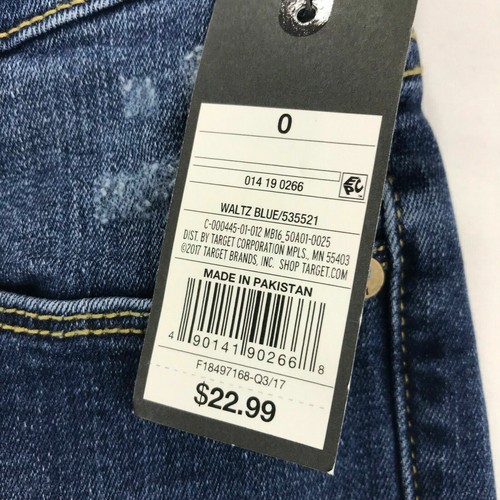 0
014 19 0266
WALTZ BLUE/535521
C-000445-01-012 MB16_50A01-0025
DIST. BY TARGET CORPORATION MPLS., MN 55403
©2017 TARGET BRANDS, INC. SHOP TARGET.COM
MADE IN PAKISTAN
4 90141 90266 8
F18497168-Q3/17
$22.99